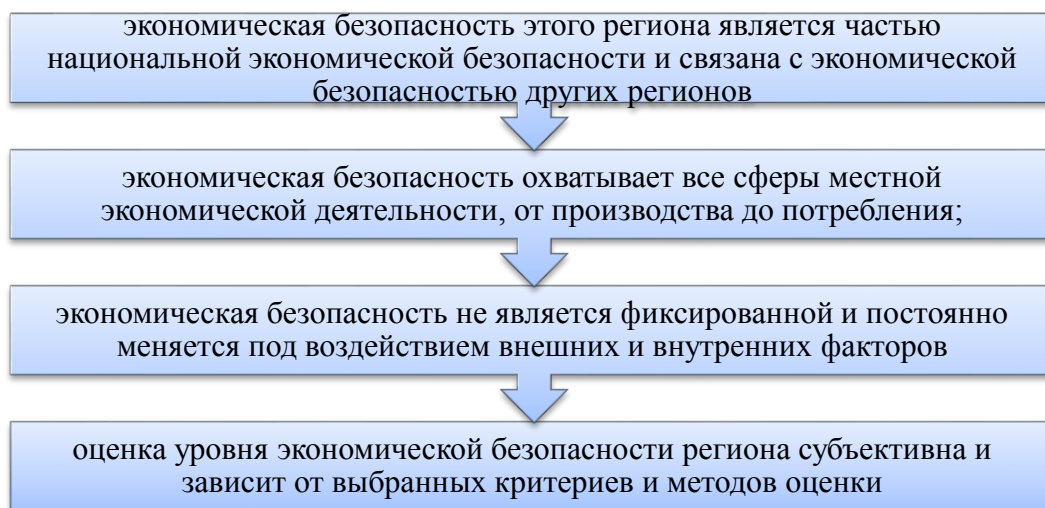 экономическая безопасность этого региона является частью
национальной экономической безопасности и связана с экономической
безопасностью других регионов
экономическая безопасность охватывает все сферы местной
экономической деятельности, от производства до потребления;
экономическая безопасность не является фиксированной и постоянно
меняется под воздействием внешних и внутренних факторов
оценка уровня экономической безопасности региона субъективна и
зависит от выбранных критериев и методов оценки